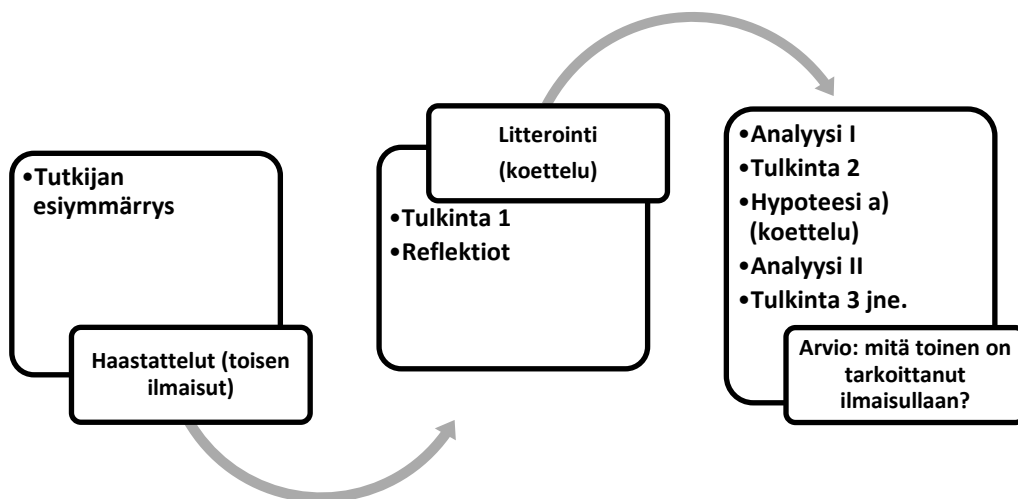 •Tutkijan
esiymmärrys
Haastattelut (toisen
ilmaisut)
Litterointi
(koettelu)
•Tulkinta 1
•Reflektiot
•Analyysi I
•Tulkinta 2
•Hypoteesi a)
(koettelu)
•Analyysi II
•Tulkinta 3 jne.
Arvio: mitä toinen on
tarkoittanut
ilmaisullaan?